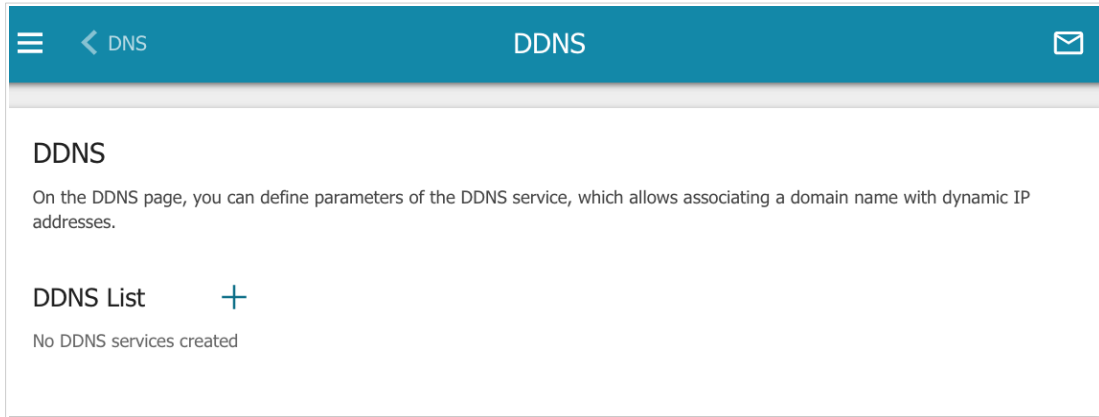 DNS
DDNS
DDNS
On the DDNS page, you can define parameters of the DDNS service, which allows associating a domain name with dynamic IP
addresses.
DDNS List
No DDNS services created